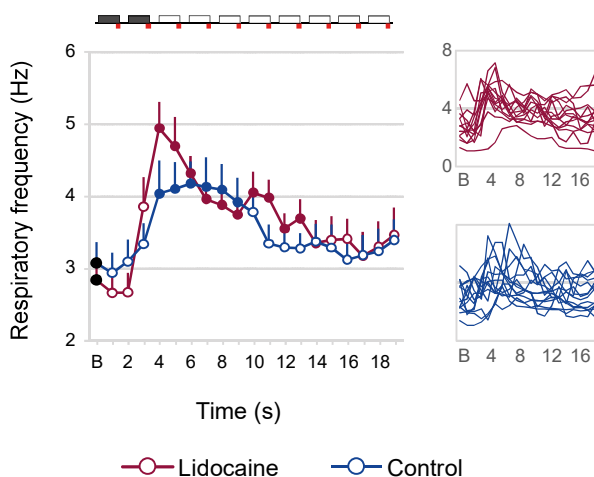 Respiratory frequency (Hz)
6
5
4
3
2
B 2 4 6 8 10 12 14 16 18
Time (s)
8
4
0
B 4 8 12 16
B 4 8 12 16
Lidocaine Control